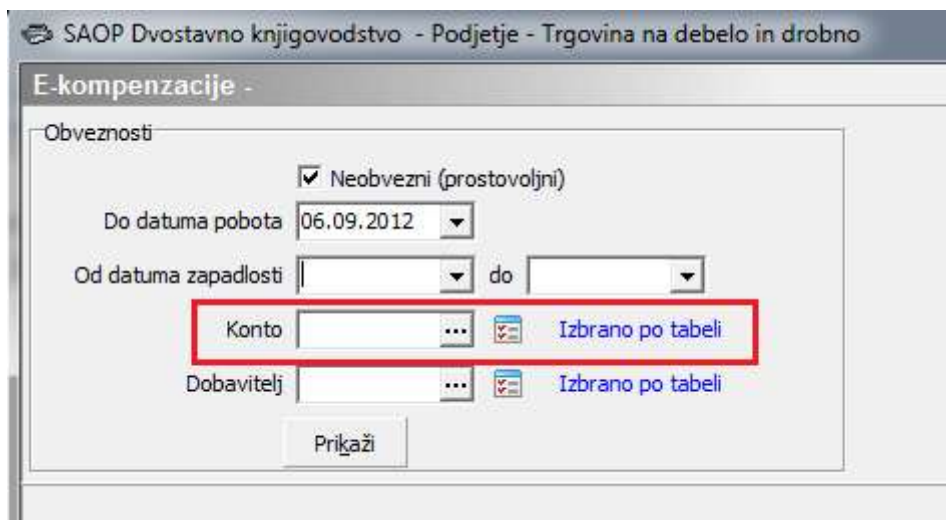 SAOP Dvostavno knjigovodstvo - Podjetje - Trgovina na debelo in drobno
E-kompenzacije -
Obveznosti
Neobvezni (prostovoljni)
Do datuma pobota 06.09.2012
Od datuma zapadlosti do
Konto ... Izbrano po tabeli
Dobavitelj ... Izbrano po tabeli
Prikaži